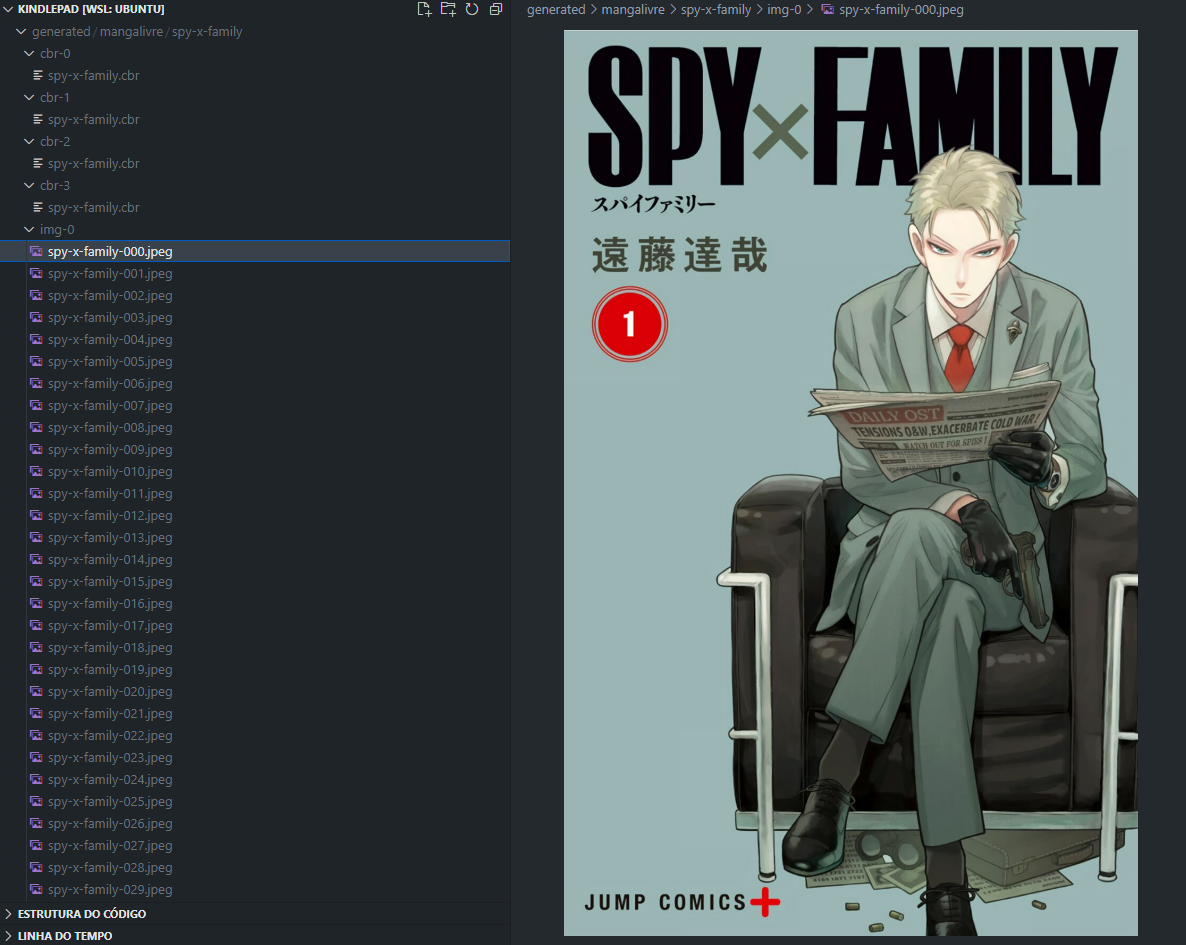 KINDLEPAD [WSL: UBUNTU]
generated / mangalivre / spy-x-family
cbr-0
spy-x-family.cbr
cbr-1
spy-x-family.cbr
cbr-2
spy-x-family.cbr
cbr-3
spy-x-family.cbr
img-0
spy-x-family-000.jpeg
spy-x-family-001.jpeg
spy-x-family-002.jpeg
spy-x-family-003.jpeg
spy-x-family-004.jpeg
spy-x-family-005.jpeg
spy-x-family-006.jpeg
spy-x-family-007.jpeg
spy-x-family-008.jpeg
spy-x-family-009.jpeg
spy-x-family-010.jpeg
spy-x-family-011.jpeg
spy-x-family-012.jpeg
spy-x-family-013.jpeg
spy-x-family-014.jpeg
spy-x-family-015.jpeg
spy-x-family-016.jpeg
spy-x-family-017.jpeg
spy-x-family-018.jpeg
spy-x-family-019.jpeg
spy-x-family-020.jpeg
spy-x-family-021.jpeg
spy-x-family-022.jpeg
spy-x-family-023.jpeg
spy-x-family-024.jpeg
spy-x-family-025.jpeg
spy-x-family-026.jpeg
spy-x-family-027.jpeg
spy-x-family-028.jpeg
spy-x-family-029.jpeg
ESTRUTURA DO CÓDIGO
LINHA DO TEMPO
generated > mangalivre > spy-x-family > img-0 > spy-x-family-000.jpeg
SPY×FAMILY
スパイファミリー
遠藤達哉
1
DAILY OST
TENSIONS O&W, EXACERBATE COLD WAR!
WATCH OUT FOR SPIES!
JUMP COMICS+